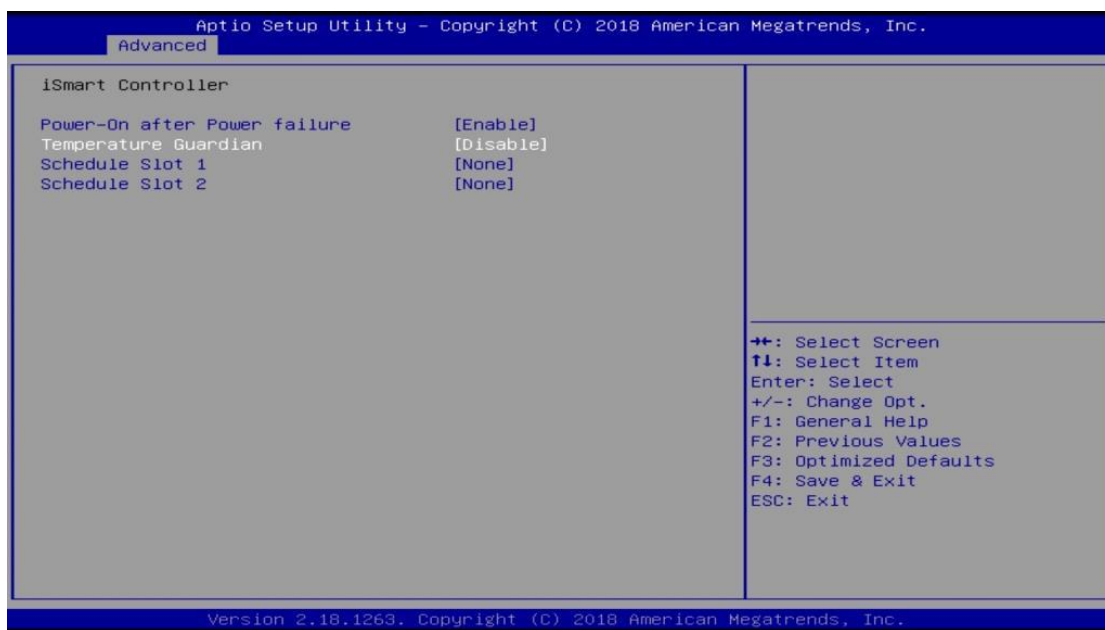 Aptio Setup Utility – Copyright (C) 2018 American Megatrends, Inc.
Advanced
iSmart Controller
Power-On after Power failure [Enable]
Temperature Guardian [Disable]
Schedule Slot 1 [None]
Schedule Slot 2 [None]
→←: Select Screen
↑↓: Select Item
Enter: Select
+/-: Change Opt.
F1: General Help
F2: Previous Values
F3: Optimized Defaults
F4: Save & Exit
ESC: Exit
Version 2.18.1263. Copyright (C) 2018 American Megatrends, Inc.